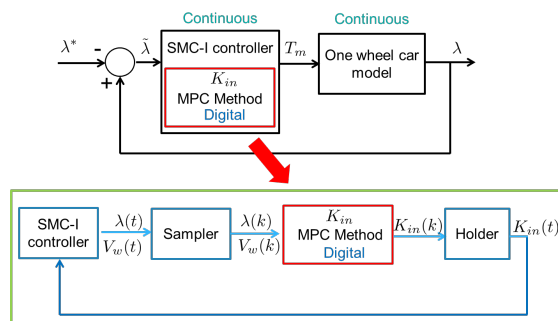 Continuous
Continuous
λ*
-
+
λ̃
SMC-I controller
K_in
MPC Method
Digital
T_m
One wheel car
model
λ
SMC-I
controller
λ(t)
V_w(t)
Sampler
λ(k)
V_w(k)
K_in
MPC Method
Digital
K_in(k)
Holder
K_in(t)